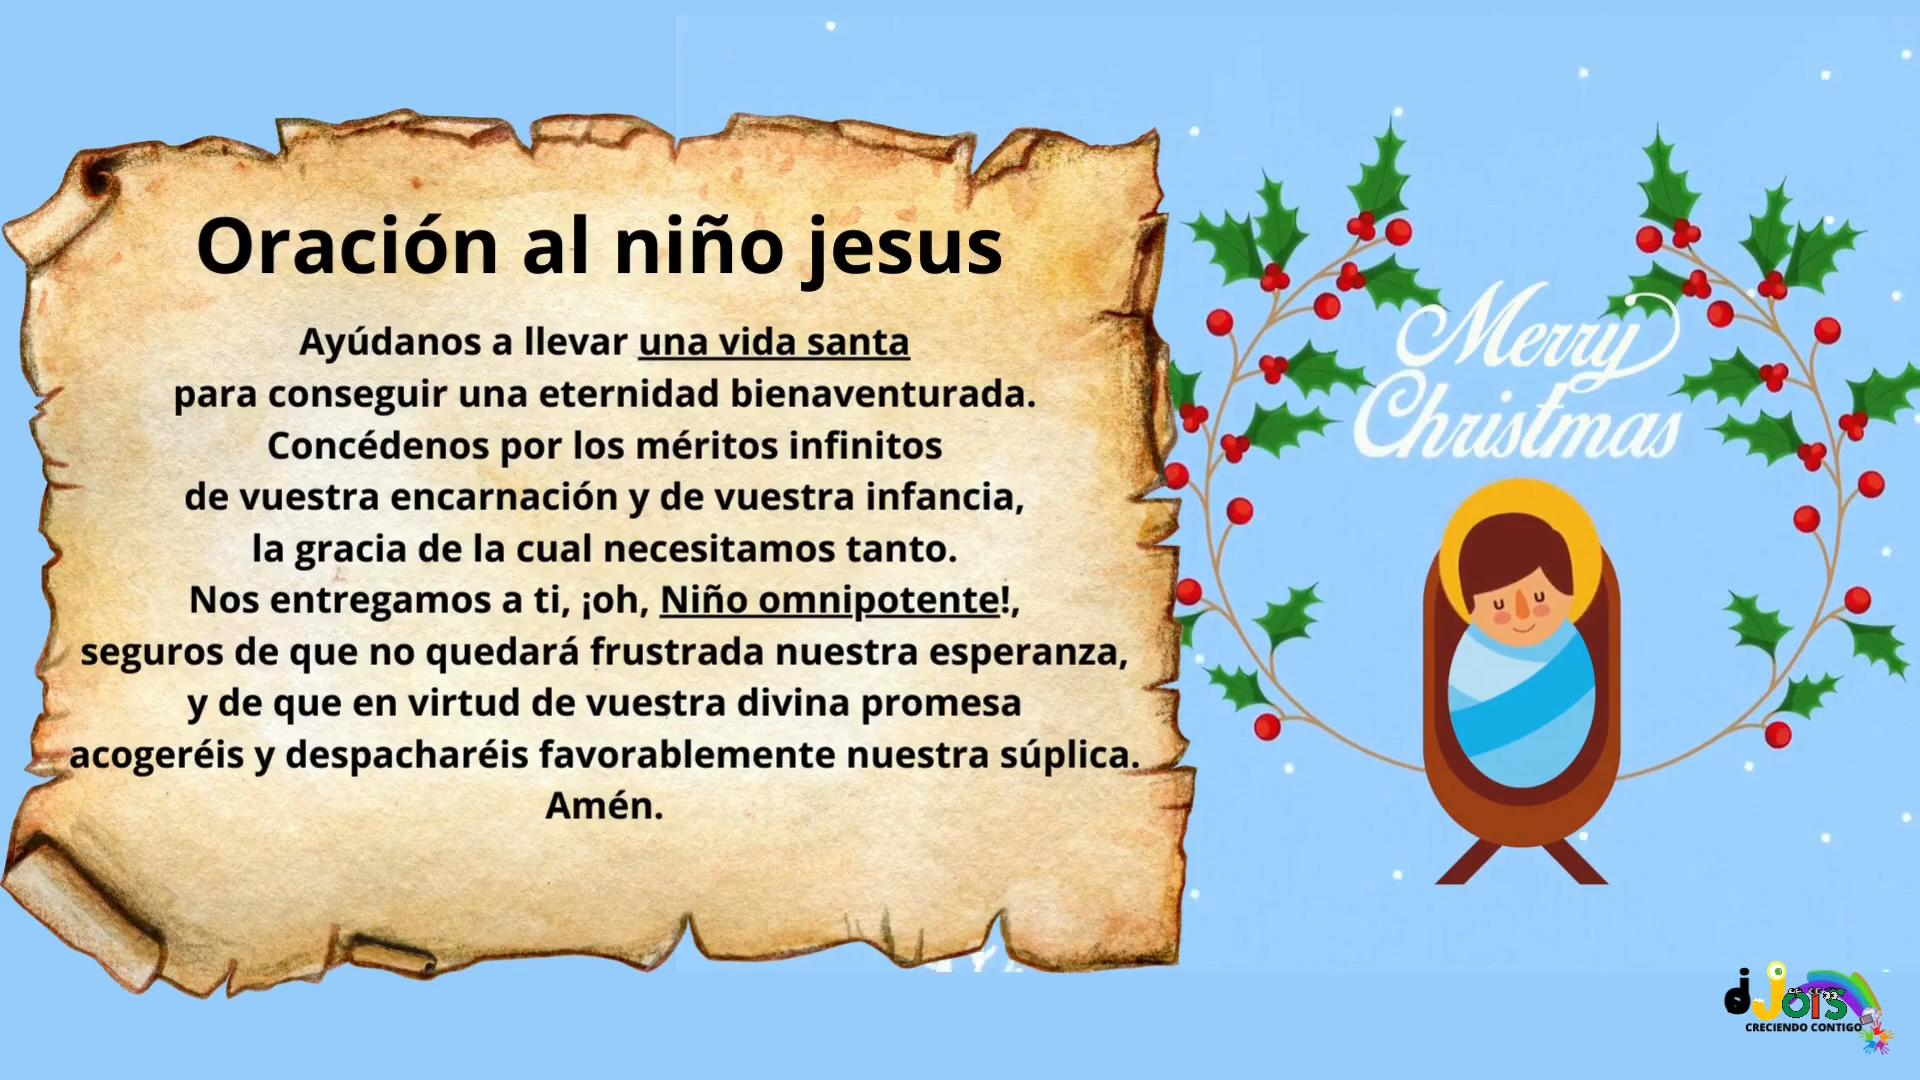 Oración al niño jesus
Ayúdanos a llevar una vida santa
para conseguir una eternidad bienaventurada.
Concédenos por los méritos infinitos
de vuestra encarnación y de vuestra infancia,
la gracia de la cual necesitamos tanto.
Nos entregamos a ti, ¡oh, Niño omnipotente!,
seguros de que no quedará frustrada nuestra esperanza,
y de que en virtud de vuestra divina promesa
acogeréis y despacharéis favorablemente nuestra súplica.
Amén.
Merry
Christmas
dJois
CRECIENDO CONTIGO